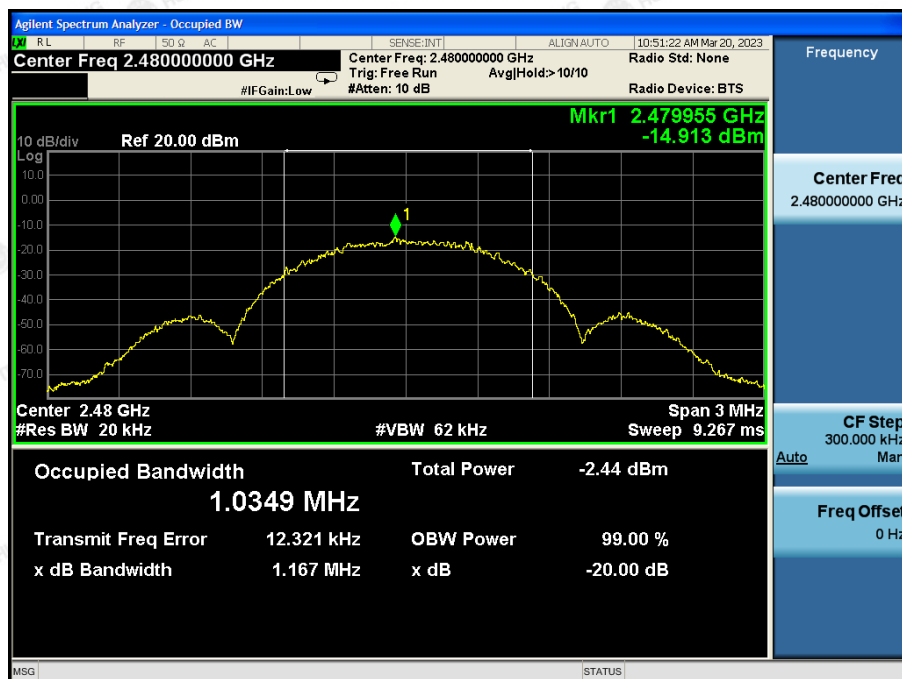 Agilent Spectrum Analyzer - Occupied BW
LXI RL RF 50 Ω AC SENSE:INT ALIGN AUTO 10:51:22 AM Mar 20, 2023
Center Freq 2.480000000 GHz
Center Freq: 2.480000000 GHz Radio Std: None
Trig: Free Run Avg|Hold:>10/10
#IFGain:Low #Atten: 10 dB Radio Device: BTS
Mkr1 2.479955 GHz
-14.913 dBm
10 dB/div Ref 20.00 dBm
Log
10.0
0.00
-10.0
1
-20.0
-30.0
-40.0
-50.0
-60.0
-70.0
Center 2.48 GHz Span 3 MHz
#Res BW 20 kHz #VBW 62 kHz Sweep 9.267 ms
Occupied Bandwidth Total Power -2.44 dBm
1.0349 MHz
Transmit Freq Error 12.321 kHz OBW Power 99.00 %
x dB Bandwidth 1.167 MHz x dB -20.00 dB
MSG STATUS
Frequency
Center Freq
2.480000000 GHz
CF Step
300.000 kHz
Auto Man
Freq Offset
0 Hz